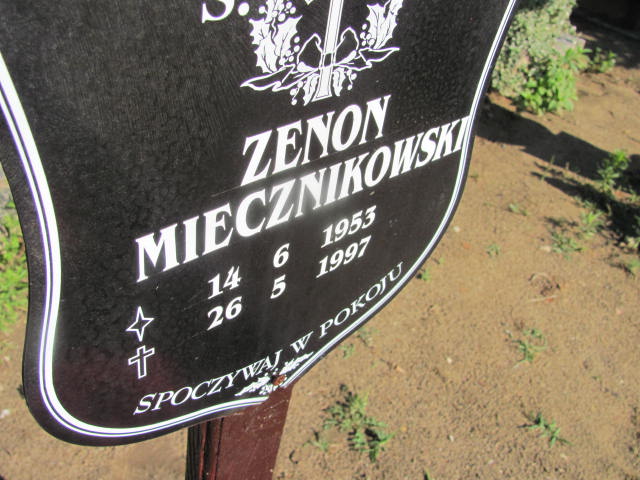 S.
ZENON
MIECZNIKOWSKI
14 6 1953
26 5 1997
SPOCZYWAJ W POKOJU